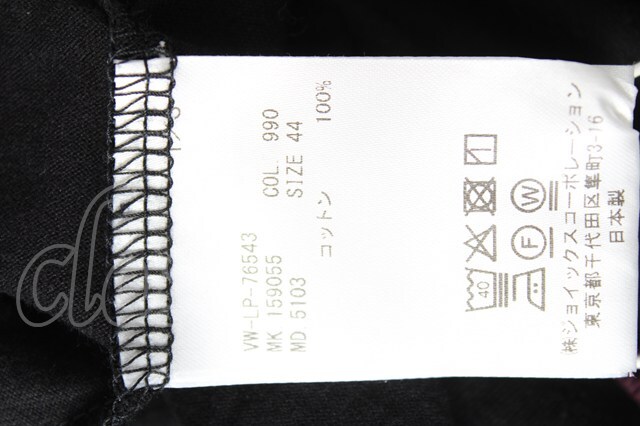 VW-LP-76543
MK 159055 COL. 990
MD 5103 SIZE 44
コットン 100%
40
W
F
㈱ジョイックスコーポレーション
東京都千代田区隼町3-16
日本製